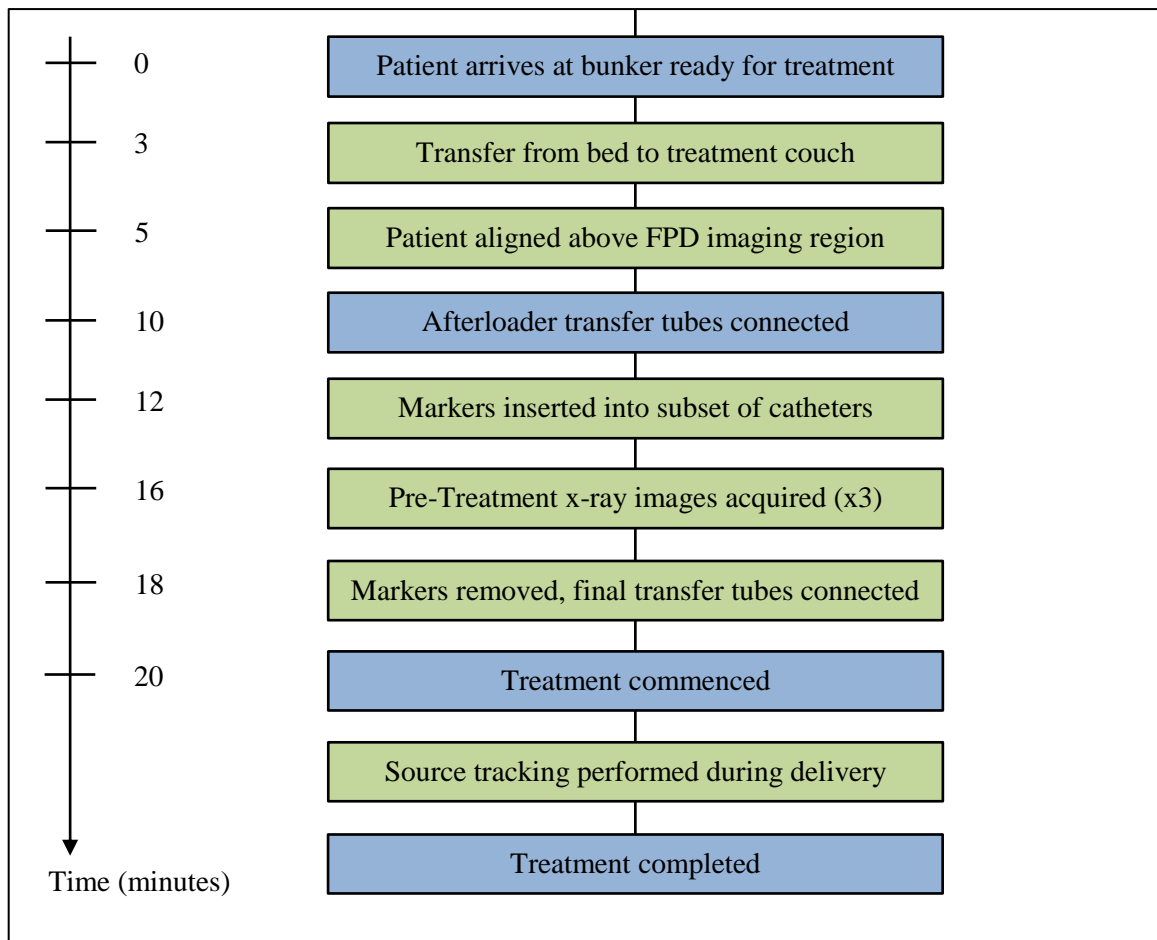 0
Patient arrives at bunker ready for treatment
3
Transfer from bed to treatment couch
5
Patient aligned above FPD imaging region
10
Afterloader transfer tubes connected
12
Markers inserted into subset of catheters
16
Pre-Treatment x-ray images acquired (x3)
18
Markers removed, final transfer tubes connected
20
Treatment commenced
Source tracking performed during delivery
Treatment completed
Time (minutes)